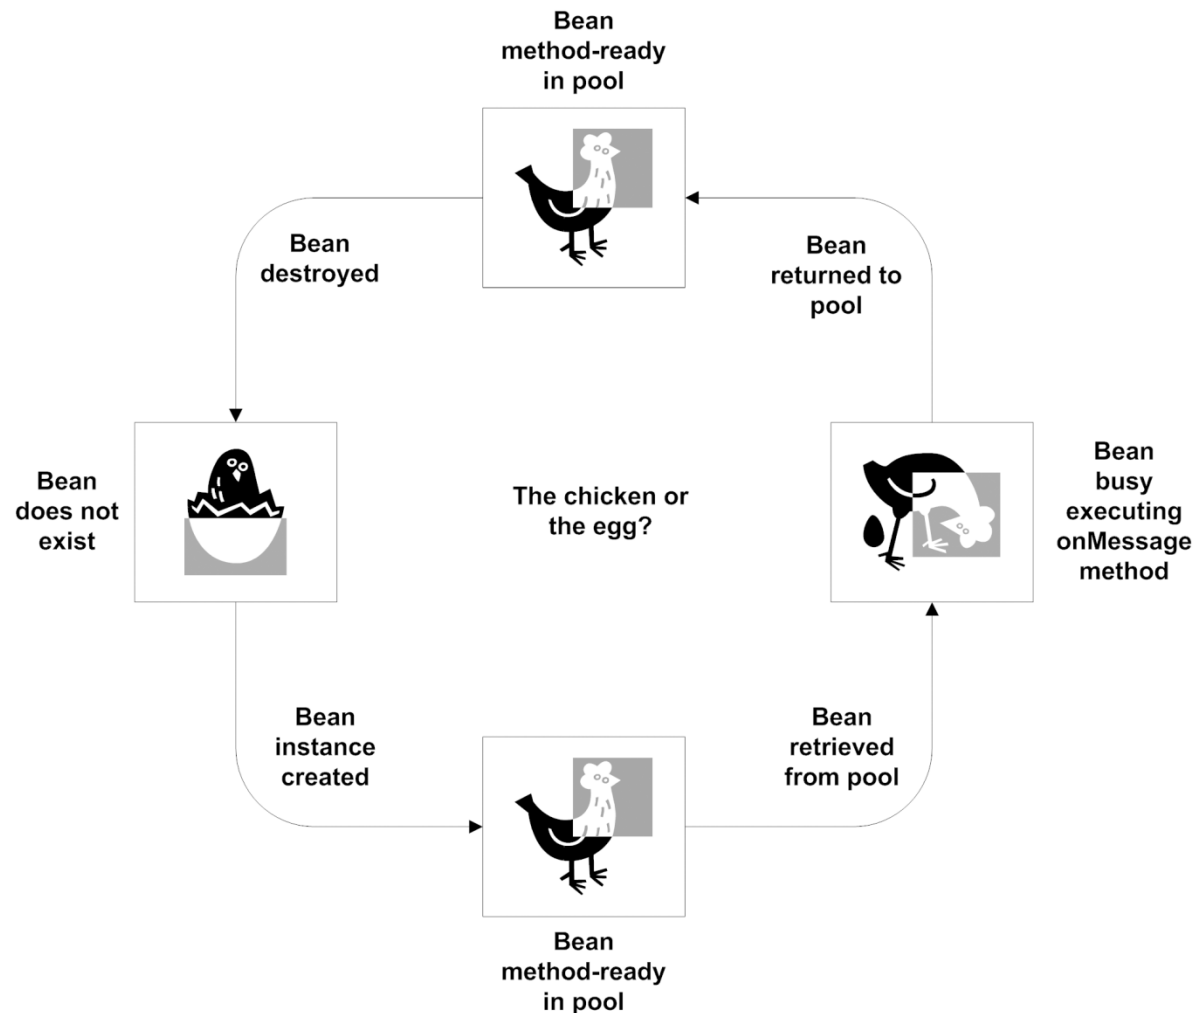 Bean
method-ready
in pool
Bean
destroyed
Bean
returned to
pool
Bean
does not
exist
The chicken or
the egg?
Bean
busy
executing
onMessage
method
Bean
instance
created
Bean
retrieved
from pool
Bean
method-ready
in pool